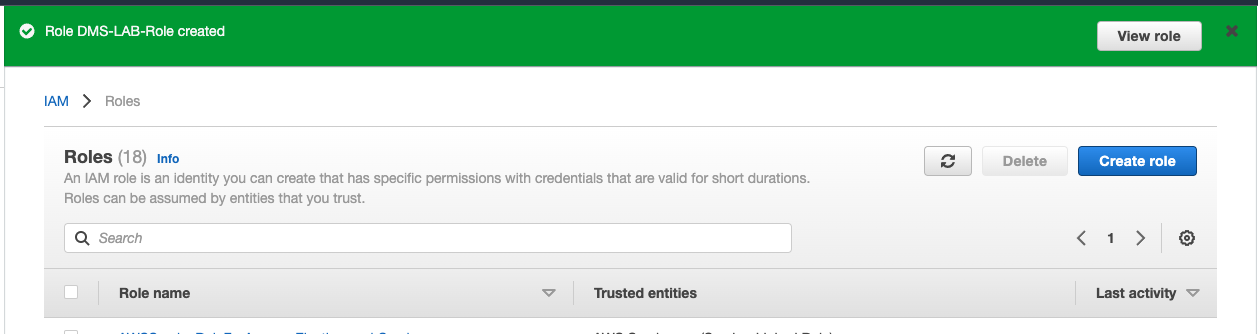 Role DMS-LAB-Role created
View role
IAM > Roles
Roles (18) Info
Delete
Create role
An IAM role is an identity you can create that has specific permissions with credentials that are valid for short durations.
Roles can be assumed by entities that you trust.
Search
1
Role name
Trusted entities
Last activity